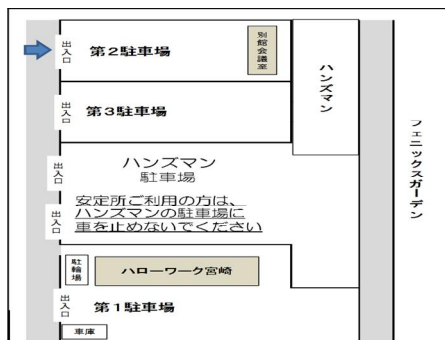 出入口
第2駐車場
別館会議室
ハンズマン
出入口
第3駐車場
フェニックスガーデン
出入口
ハンズマン
駐車場
安定所ご利用の方は、
ハンズマンの駐車場に
車を止めないでください
出入口
駐輪場
ハローワーク宮崎
出入口
第1駐車場
車庫